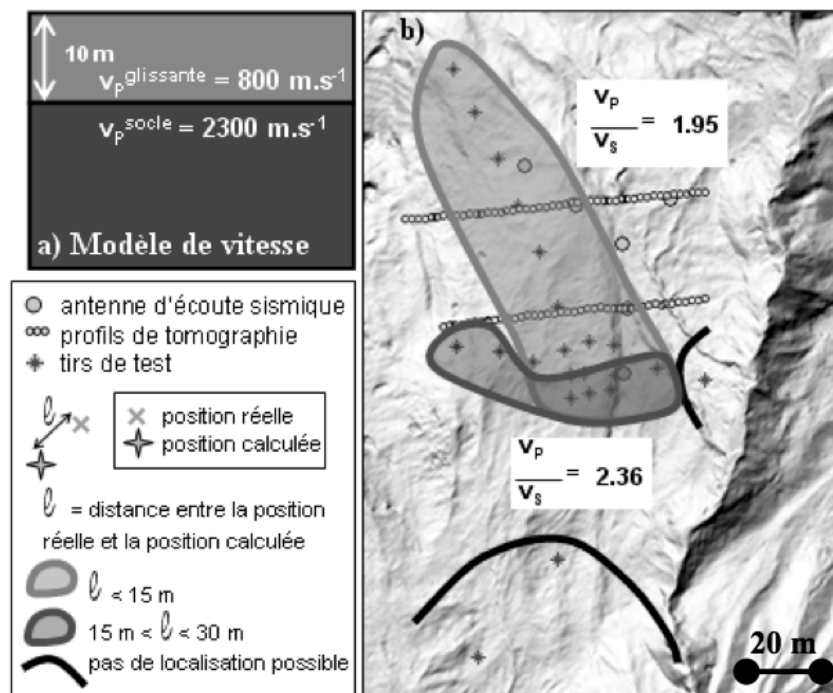 10 m
vₚᵍˡⁱˢˢᵃⁿᵗᵉ = 800 m.s⁻¹
vₚˢᵒᶜˡᵉ = 2300 m.s⁻¹
a) Modèle de vitesse
antenne d'écoute sismique
profils de tomographie
tirs de test
ℓ
position réelle
position calculée
ℓ = distance entre la position
réelle et la position calculée
ℓ < 15 m
15 m < ℓ < 30 m
pas de localisation possible
b)
vₚ
vₛ = 1.95
vₚ
vₛ = 2.36
20 m